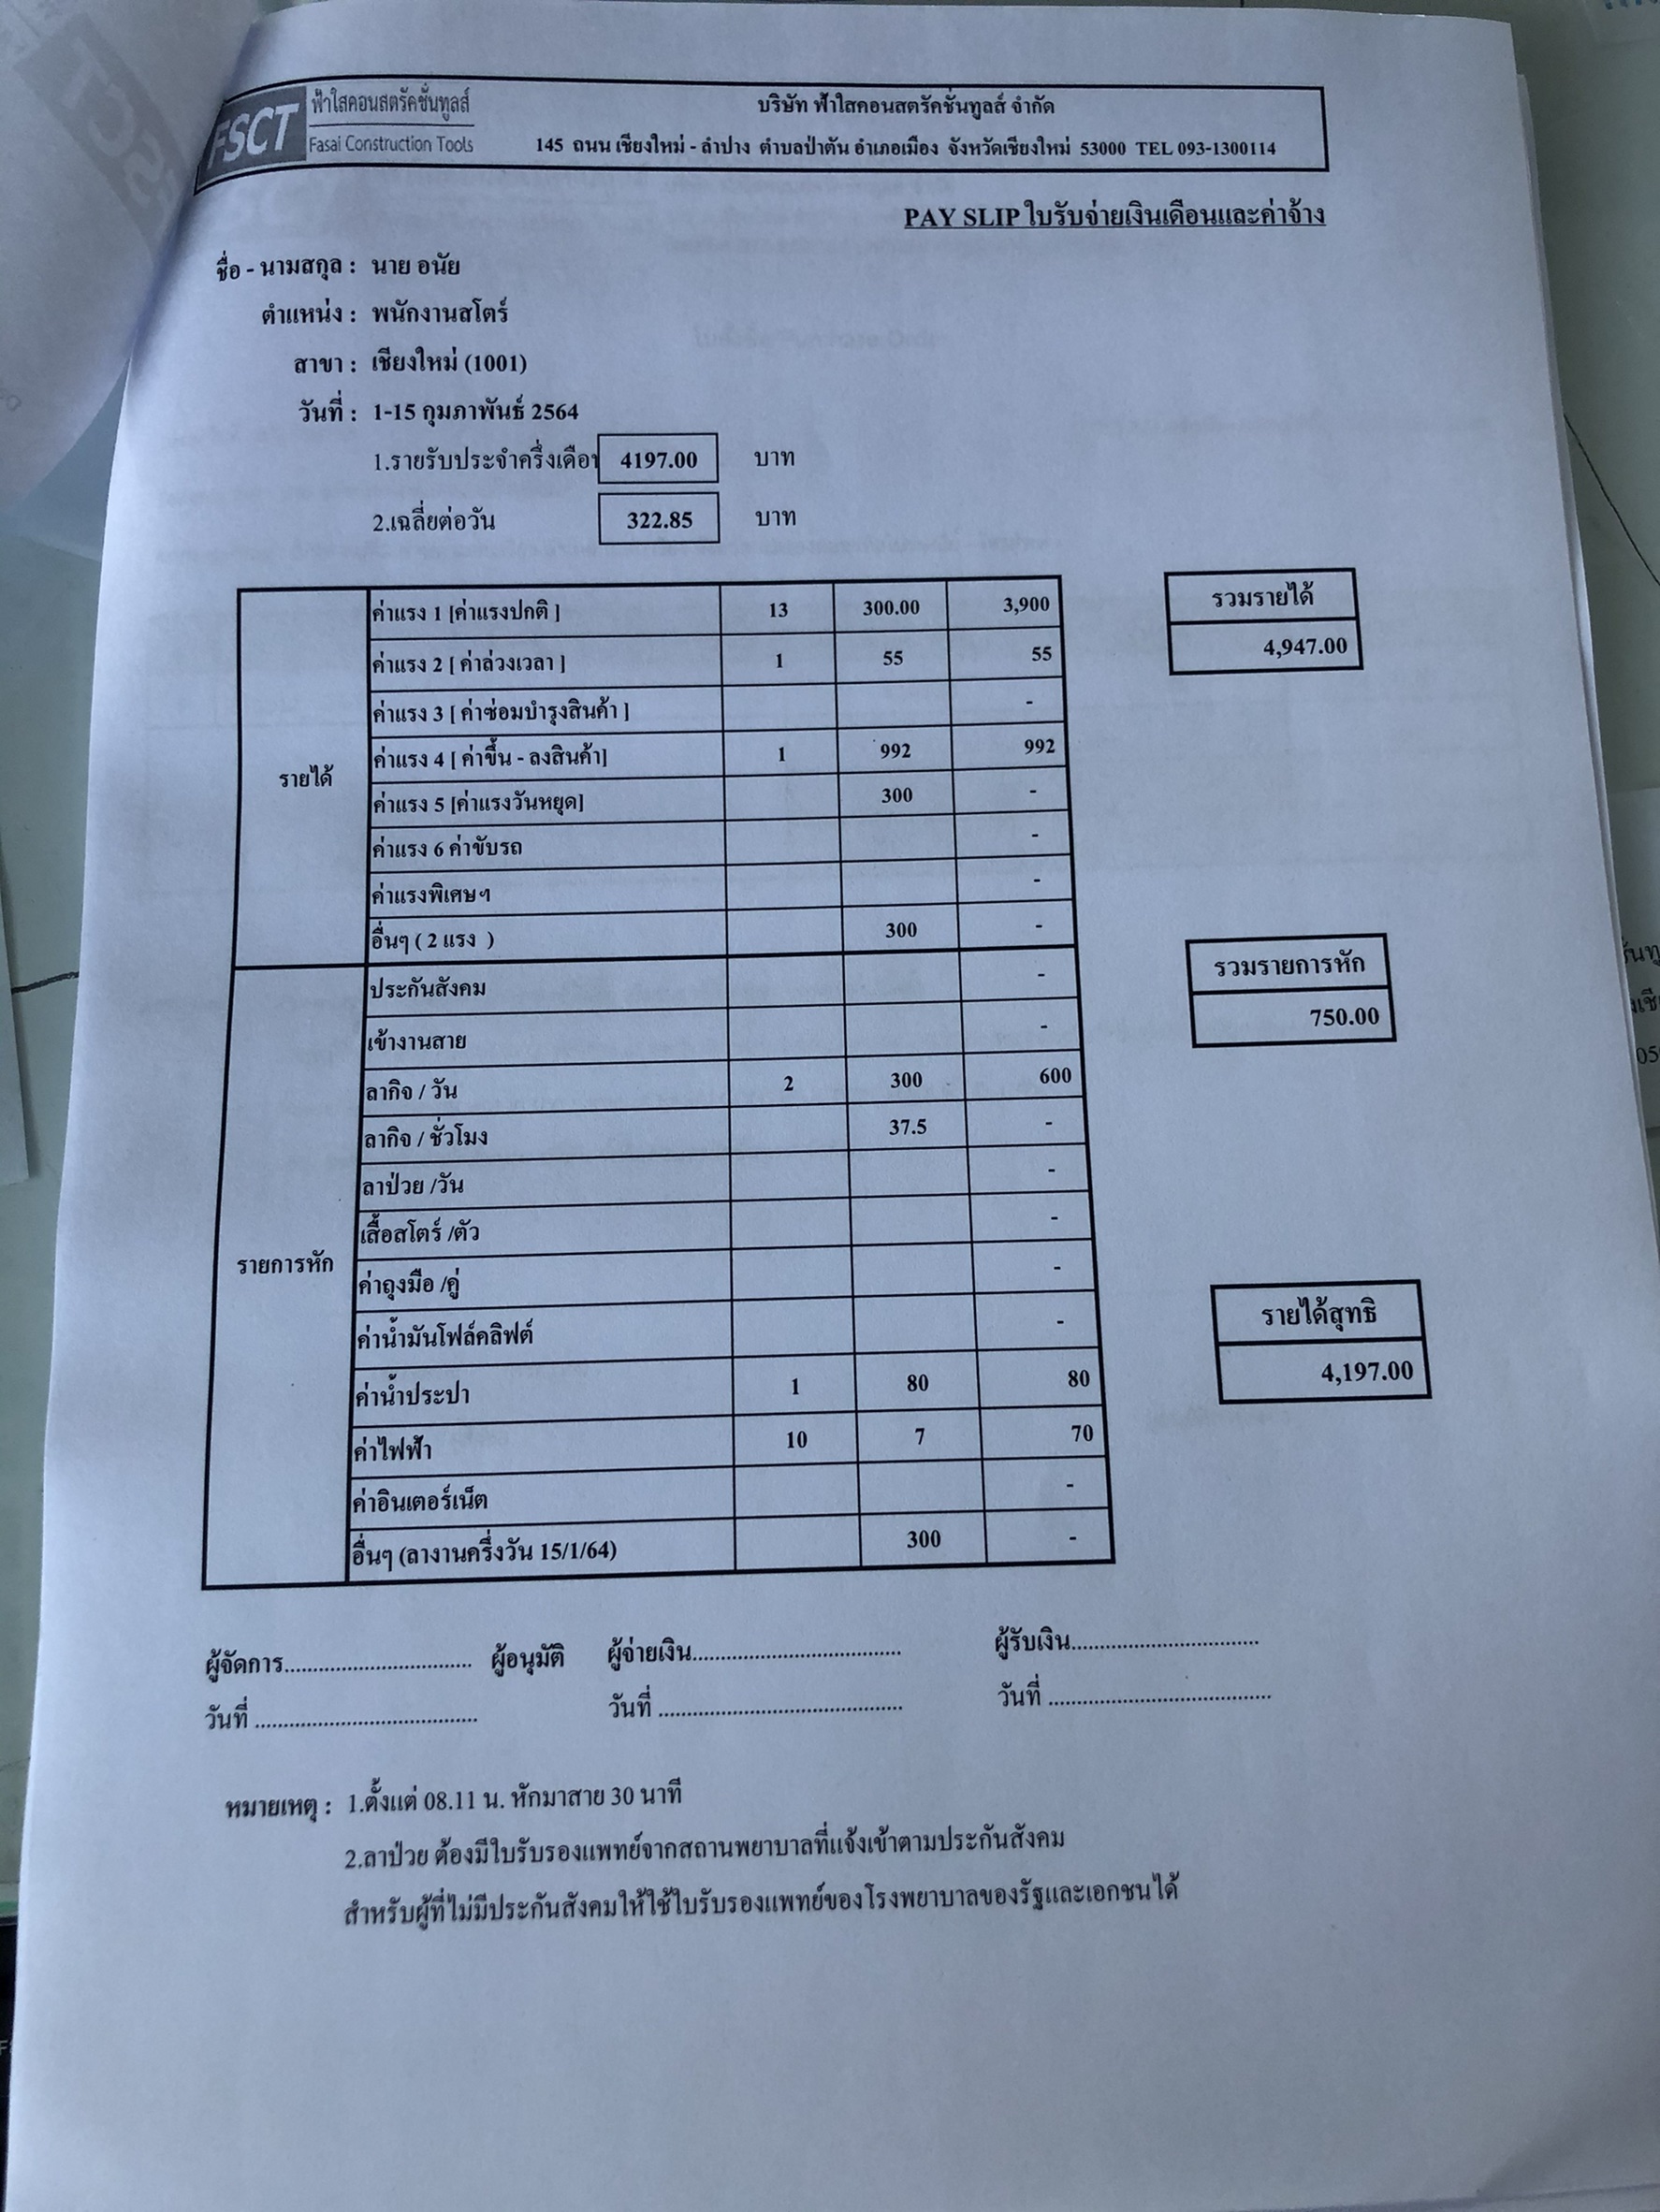 FSCT
ฟ้าใสคอนสตรัคชั่นทูลส์
Fasai Construction Tools
บริษัท ฟ้าใสคอนสตรัคชั่นทูลส์ จำกัด
145 ถนน เชียงใหม่ - ลำปาง ตำบลป่าตัน อำเภอเมือง จังหวัดเชียงใหม่ 53000 TEL 093-1300114
PAY SLIP ใบรับจ่ายเงินเดือนและค่าจ้าง
ชื่อ - นามสกุล : นาย อนัย
ตำแหน่ง : พนักงานสโตร์
สาขา : เชียงใหม่ (1001)
วันที่ : 1-15 กุมภาพันธ์ 2564
1.รายรับประจำครึ่งเดือน 4197.00 บาท
2.เฉลี่ยต่อวัน 322.85 บาท
รายได้
ค่าแรง 1 [ค่าแรงปกติ ] 13 300.00 3,900
ค่าแรง 2 [ ค่าล่วงเวลา ] 1 55 55
ค่าแรง 3 [ ค่าซ่อมบำรุงสินค้า ] -
ค่าแรง 4 [ ค่าขึ้น - ลงสินค้า] 1 992 992
ค่าแรง 5 [ค่าแรงวันหยุด] 300 -
ค่าแรง 6 ค่าขับรถ -
ค่าแรงพิเศษฯ -
อื่นๆ ( 2 แรง ) 300 -
รวมรายได้
4,947.00
รายการหัก
ประกันสังคม -
เข้างานสาย -
ลากิจ / วัน 2 300 600
ลากิจ / ชั่วโมง 37.5 -
ลาป่วย /วัน -
เสื้อสโตร์ /ตัว -
ค่าถุงมือ /คู่ -
ค่าน้ำมันโฟล์คลิฟต์ -
ค่าน้ำประปา 1 80 80
ค่าไฟฟ้า 10 7 70
ค่าอินเตอร์เน็ต -
อื่นๆ (ลางานครึ่งวัน 15/1/64) 300 -
รวมรายการหัก
750.00
รายได้สุทธิ
4,197.00
ผู้จัดการ................................. ผู้อนุมัติ ผู้จ่ายเงิน..................................... ผู้รับเงิน.................................
วันที่ ....................................... วันที่ ........................................... วันที่ .......................................
หมายเหตุ : 1.ตั้งแต่ 08.11 น. หักมาสาย 30 นาที
2.ลาป่วย ต้องมีใบรับรองแพทย์จากสถานพยาบาลที่แจ้งเข้าตามประกันสังคม
สำหรับผู้ที่ไม่มีประกันสังคมให้ใช้ใบรับรองแพทย์ของโรงพยาบาลของรัฐและเอกชนได้